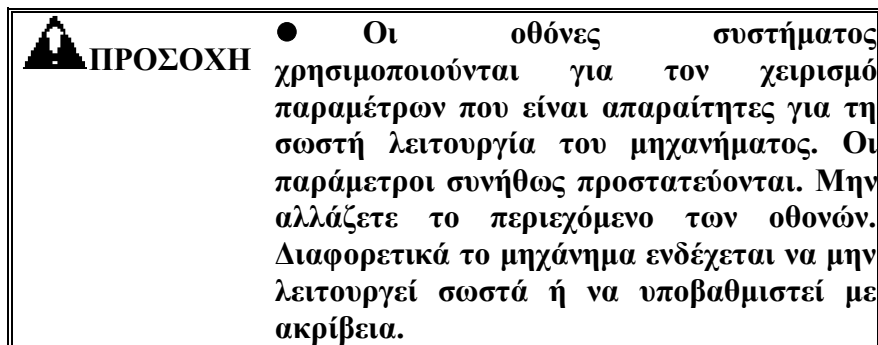 ΠΡΟΣΟΧΗ
● Οι οθόνες συστήματος
χρησιμοποιούνται για τον χειρισμό
παραμέτρων που είναι απαραίτητες για τη
σωστή λειτουργία του μηχανήματος. Οι
παράμετροι συνήθως προστατεύονται. Μην
αλλάζετε το περιεχόμενο των οθονών.
Διαφορετικά το μηχάνημα ενδέχεται να μην
λειτουργεί σωστά ή να υποβαθμιστεί με
ακρίβεια.